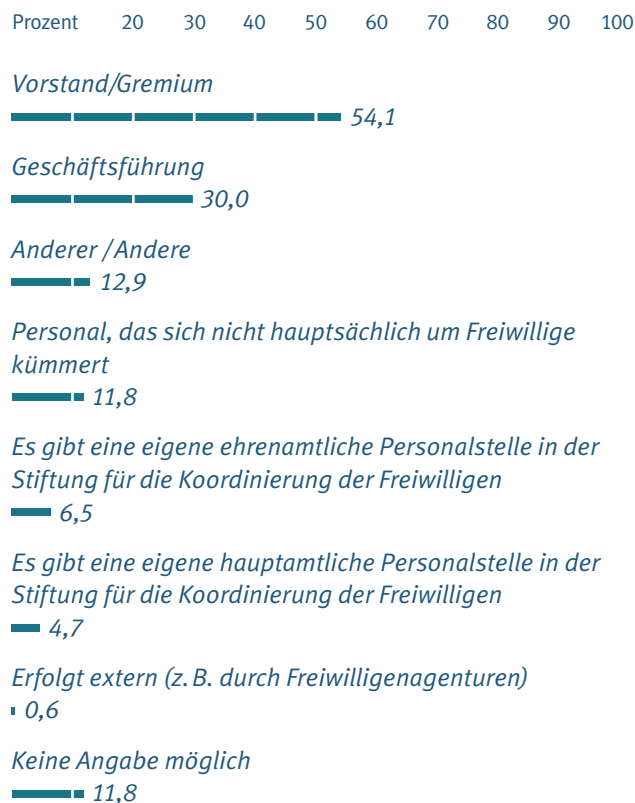 Prozent 20 30 40 50 60 70 80 90 100
Vorstand/Gremium
54,1
Geschäftsführung
30,0
Anderer / Andere
12,9
Personal, das sich nicht hauptsächlich um Freiwillige
kümmert
11,8
Es gibt eine eigene ehrenamtliche Personalstelle in der
Stiftung für die Koordinierung der Freiwilligen
6,5
Es gibt eine eigene hauptamtliche Personalstelle in der
Stiftung für die Koordinierung der Freiwilligen
4,7
Erfolgt extern (z. B. durch Freiwilligenagenturen)
0,6
Keine Angabe möglich
11,8